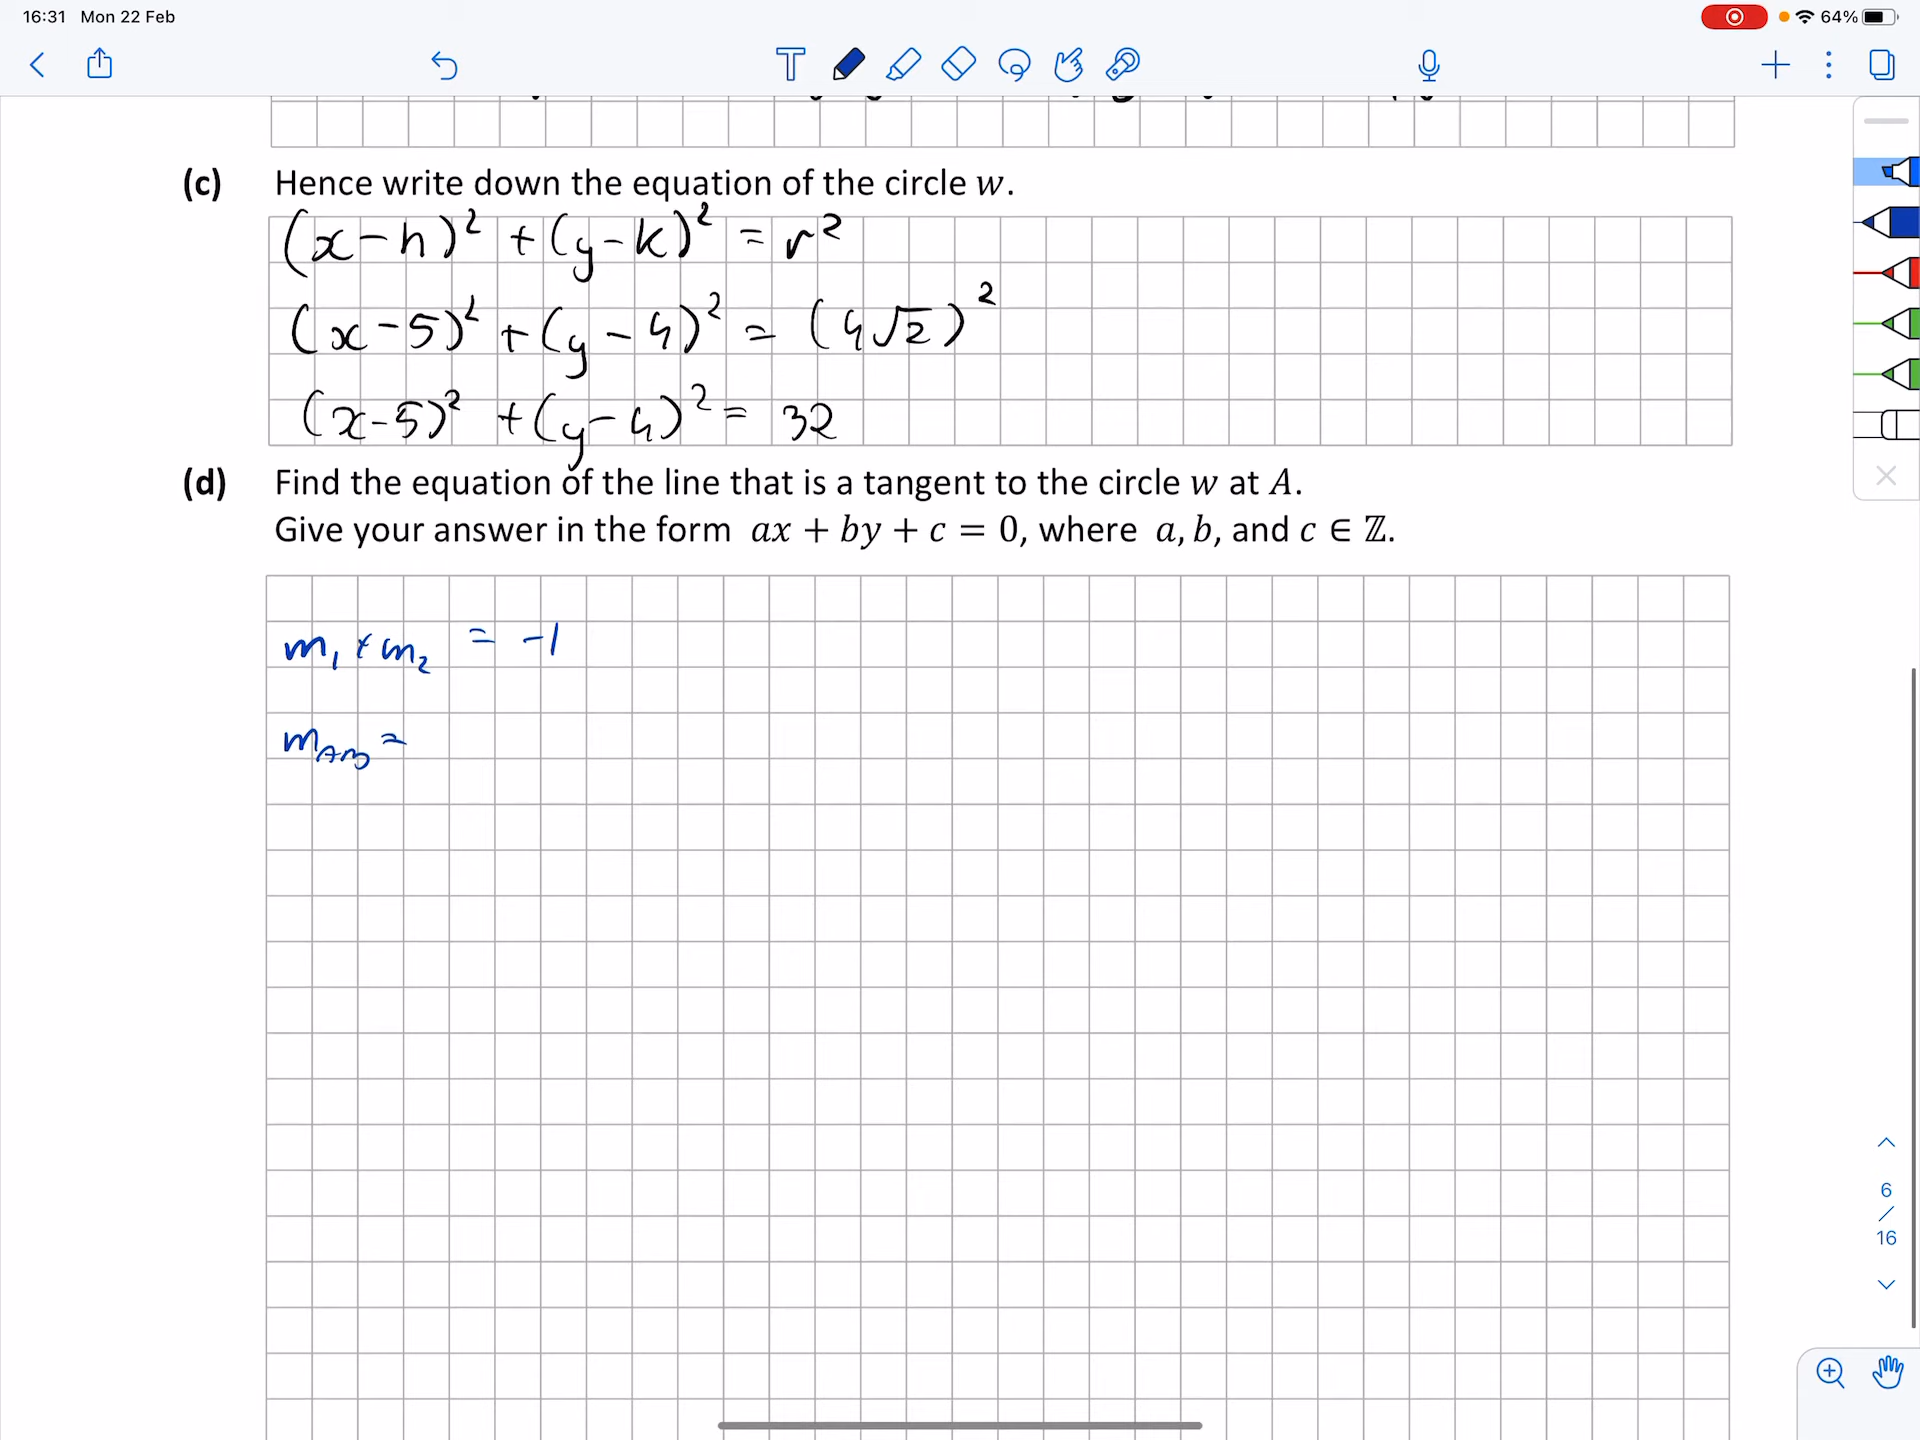 16:31 Mon 22 Feb
64%
T
(c) Hence write down the equation of the circle w.
(x-h)² + (y-k)² = r²
(x-5)² + (y-4)² = (4√2)²
(x-5)² + (y-4)² = 32
(d) Find the equation of the line that is a tangent to the circle w at A.
Give your answer in the form ax + by + c = 0, where a, b, and c ∈ ℤ.
m₁ × m₂ = -1
m_AB =
6
/
16